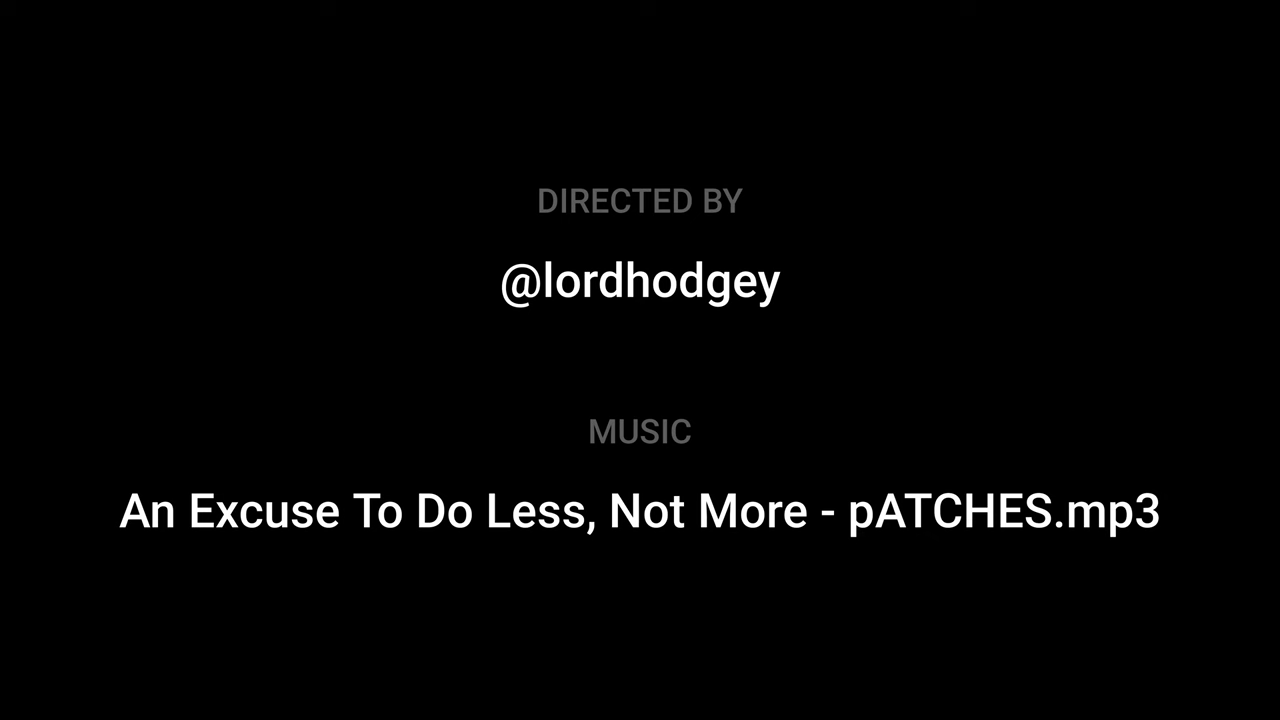 DIRECTED BY
@lordhodgey
MUSIC
An Excuse To Do Less, Not More - pATCHES.mp3